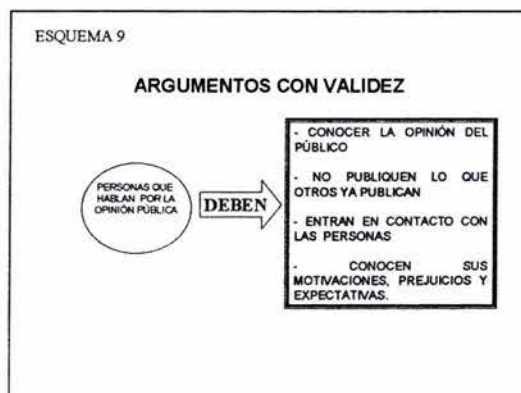 ESQUEMA 9
ARGUMENTOS CON VALIDEZ
PERSONAS QUE
HABLAN POR LA
OPINIÓN PÚBLICA
DEBEN
- CONOCER LA OPINIÓN DEL
PÚBLICO
- NO PUBLIQUEN LO QUE
OTROS YA PUBLICAN
- ENTRAN EN CONTACTO CON
LAS PERSONAS
- CONOCEN SUS
MOTIVACIONES, PREJUICIOS Y
EXPECTATIVAS.